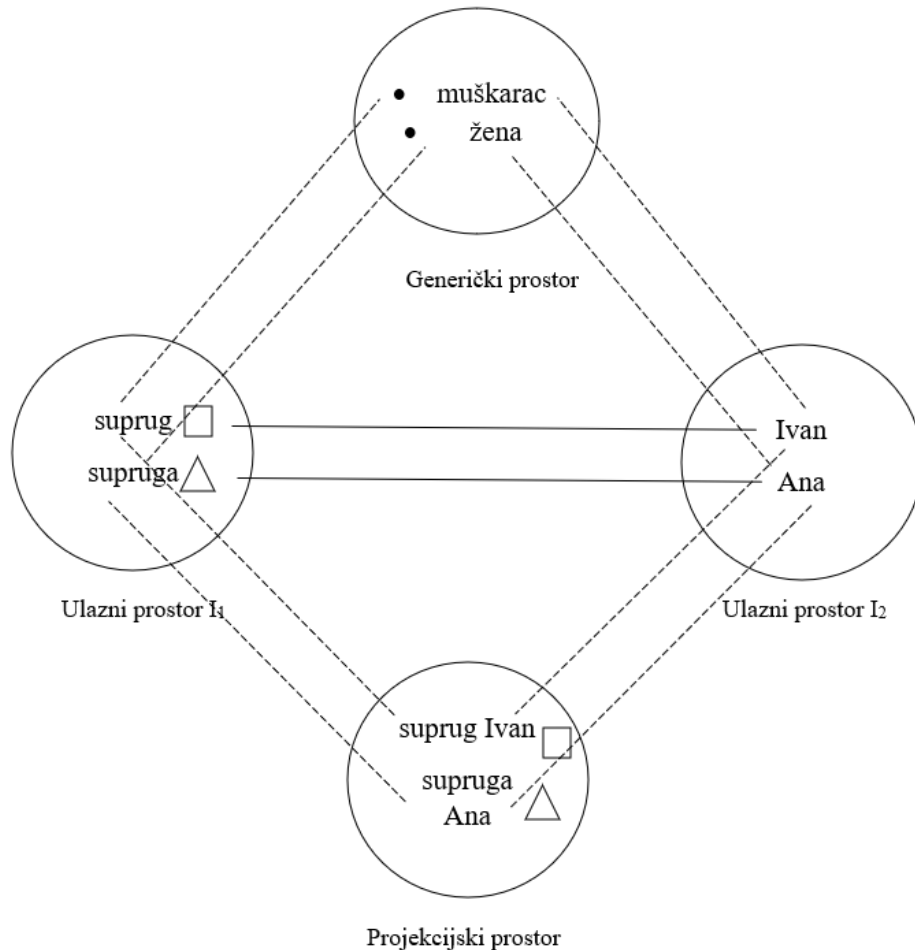 muškarac
žena
Generički prostor
suprug
supruga
Ivan
Ana
Ulazni prostor I₁
Ulazni prostor I₂
suprug Ivan
supruga
Ana
Projekcijski prostor